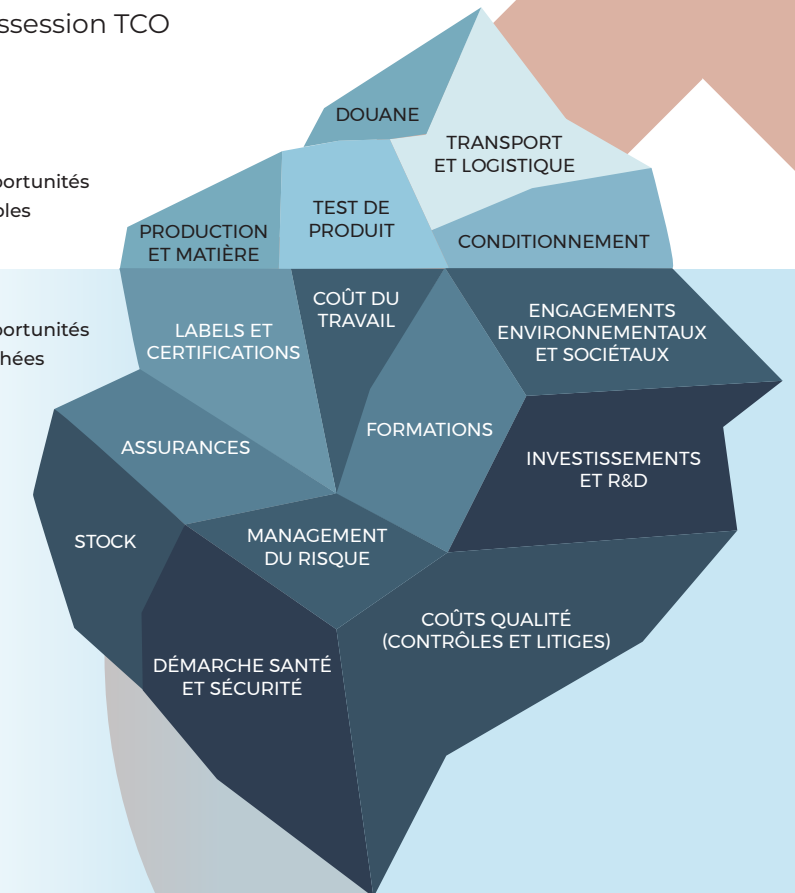 ssession TCO
DOUANE
TRANSPORT
ET LOGISTIQUE
portunités
bles
TEST DE
PRODUIT
PRODUCTION
ET MATIÈRE
CONDITIONNEMENT
portunités
hées
LABELS ET
CERTIFICATIONS
COÛT DU
TRAVAIL
ENGAGEMENTS
ENVIRONNEMENTAUX
ET SOCIÉTAUX
ASSURANCES
FORMATIONS
INVESTISSEMENTS
ET R&D
STOCK
MANAGEMENT
DU RISQUE
COÛTS QUALITÉ
(CONTRÔLES ET LITIGES)
DÉMARCHE SANTÉ
ET SÉCURITÉ